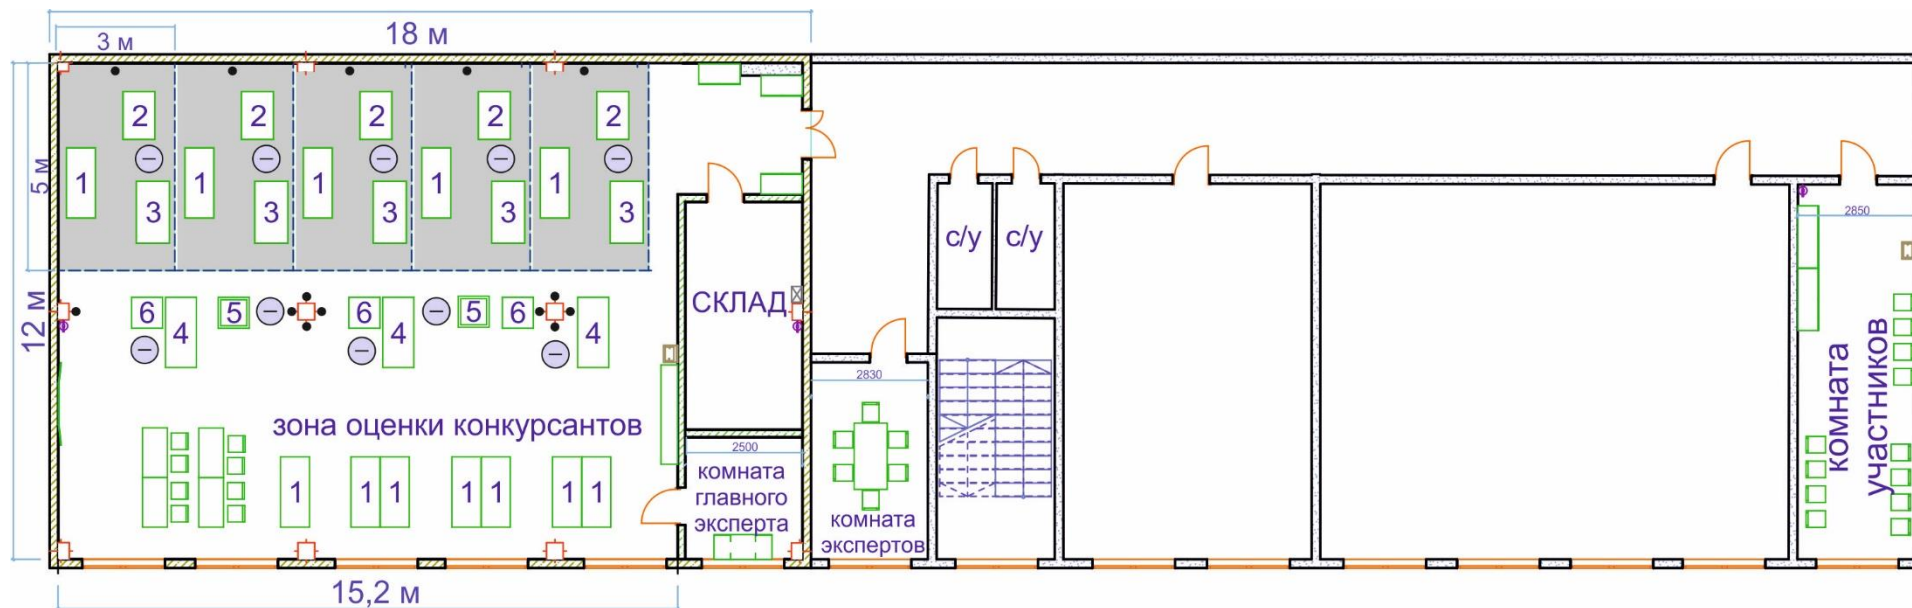 18 м
3 м
2 2 2 2 2
1 1 1 1 1
3 3 3 3 3
5 м
12 м
6 4 5 6 4 5 6 4
СКЛАД
с/у с/у
2850
2830
зона оценки конкурсантов
2500
комната
главного
эксперта
1 1 1 1 1 1 1
комната
экспертов
комната
участников
15,2 м